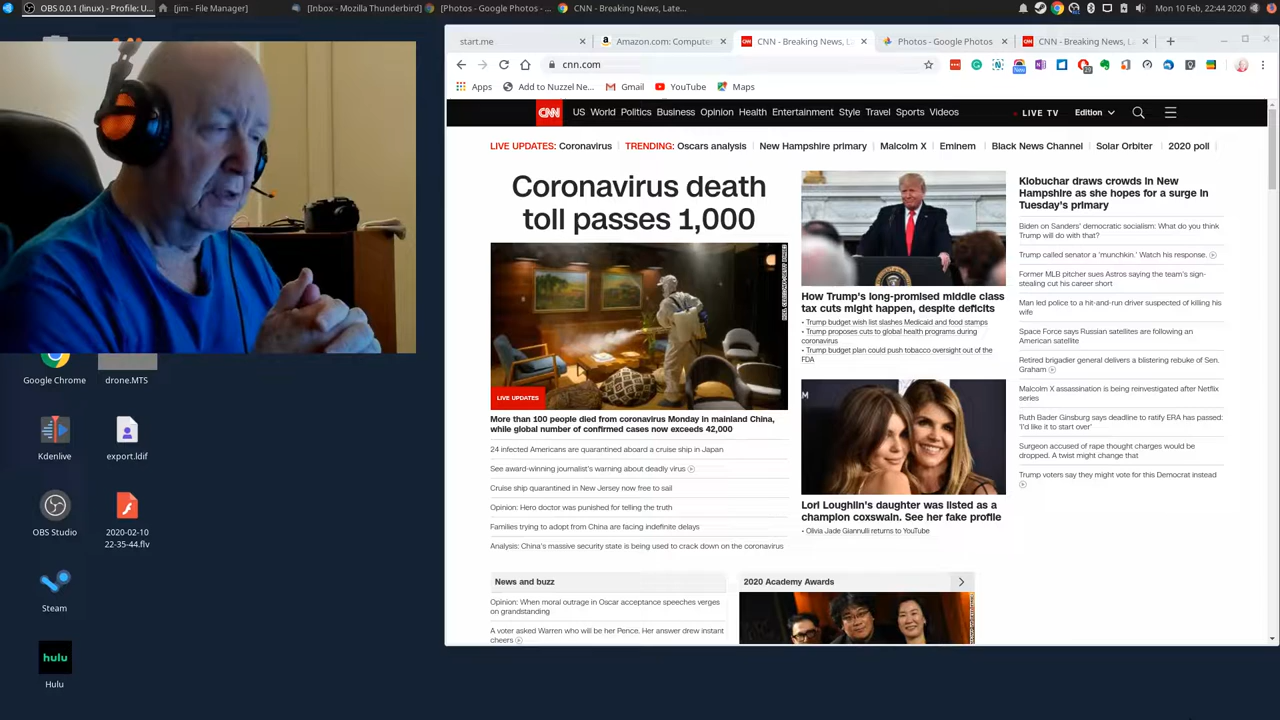 OBS 0.0.1 (linux) - Profile: U...
[jim - File Manager]
[Inbox - Mozilla Thunderbird]
[Photos - Google Photos - ...
CNN - Breaking News, Late...
Mon 10 Feb, 22:44 2020
start.me
Amazon.com: Computer
CNN - Breaking News, L
Photos - Google Photos
CNN - Breaking News, L
cnn.com
New
29
Apps
Add to Nuzzel Ne...
Gmail
YouTube
Maps
CNN
US World Politics Business Opinion Health Entertainment Style Travel Sports Videos
LIVE TV
Edition
LIVE UPDATES: Coronavirus
TRENDING: Oscars analysis
New Hampshire primary
Malcolm X
Eminem
Black News Channel
Solar Orbiter
2020 poll
Coronavirus death
toll passes 1,000
LIVE UPDATES
More than 100 people died from coronavirus Monday in mainland China,
while global number of confirmed cases now exceeds 42,000
24 infected Americans are quarantined aboard a cruise ship in Japan
See award-winning journalist's warning about deadly virus
Cruise ship quarantined in New Jersey now free to sail
Opinion: Hero doctor was punished for telling the truth
Families trying to adopt from China are facing indefinite delays
Analysis: China's massive security state is being used to crack down on the coronavirus
News and buzz
Opinion: When moral outrage in Oscar acceptance speeches verges
on grandstanding
A voter asked Warren who will be her Pence. Her answer drew instant
cheers
How Trump's long-promised middle class
tax cuts might happen, despite deficits
• Trump budget wish list slashes Medicaid and food stamps
• Trump proposes cuts to global health programs during
coronavirus
• Trump budget plan could push tobacco oversight out of the
FDA
Lori Loughlin's daughter was listed as a
champion coxswain. See her fake profile
• Olivia Jade Giannulli returns to YouTube
2020 Academy Awards
Klobuchar draws crowds in New
Hampshire as she hopes for a surge in
Tuesday's primary
Biden on Sanders' democratic socialism: What do you think
Trump will do with that?
Trump called senator a 'munchkin.' Watch his response.
Former MLB pitcher sues Astros saying the team's sign-
stealing cut his career short
Man led police to a hit-and-run driver suspected of killing his
wife
Space Force says Russian satellites are following an
American satellite
Retired brigadier general delivers a blistering rebuke of Sen.
Graham
Malcolm X assassination is being reinvestigated after Netflix
series
Ruth Bader Ginsburg says deadline to ratify ERA has passed:
'I'd like it to start over'
Surgeon accused of rape thought charges would be
dropped. A twist might change that
Trump voters say they might vote for this Democrat instead
Google Chrome
drone.MTS
Kdenlive
export.ldif
OBS Studio
2020-02-10
22-35-44.flv
Steam
hulu
Hulu